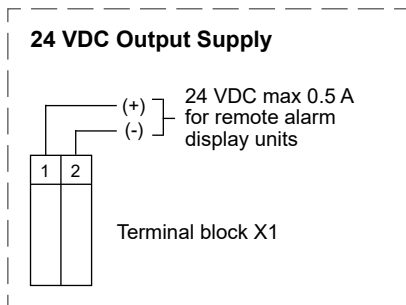 24 VDC Output Supply
(+)
(-)
24 VDC max 0.5 A
for remote alarm
display units
1 2
Terminal block X1